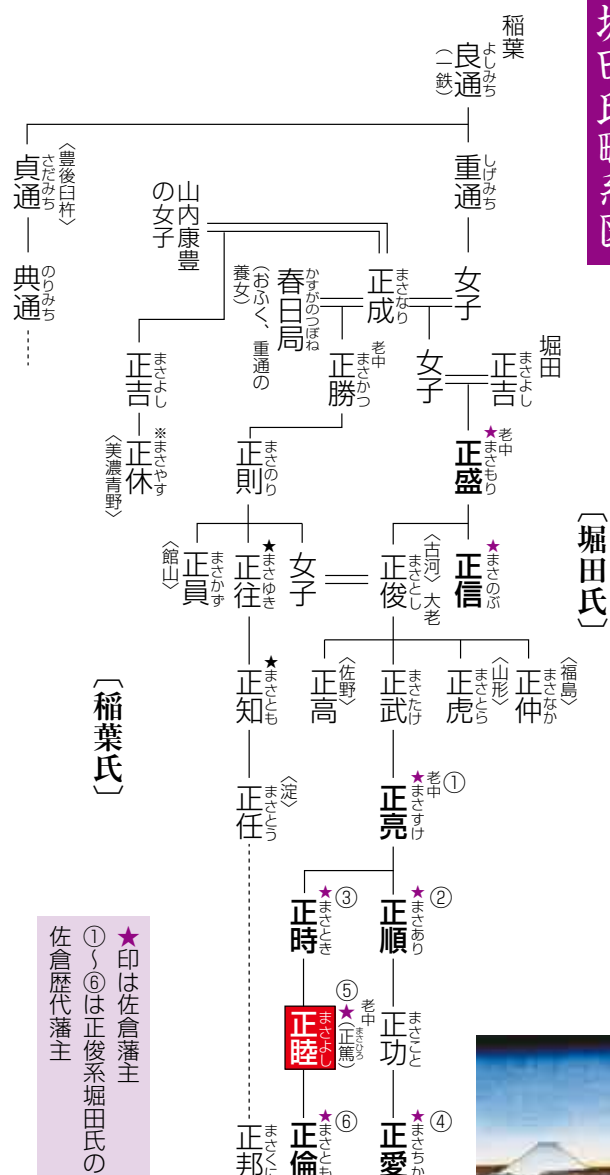 堀田氏略系図
〔堀田氏〕
〔稲葉氏〕
稲葉
良通
よしみち
(一鉄)
重通
しげみち
〈豊後臼杵〉
貞通
さだみち
典通
のりみち
女子
正成
まさなり
春日局
かすがのつぼね
(おふく、重通の
養女)
山内康豊
の女子
堀田
正吉
まさよし
女子
老中
正勝
まさかつ
正吉
まさよし
※まさやす
正休
〈美濃青野〉
老中
★まさもり
正盛
★まさのぶ
正信
正則
まさのり
〈古河〉大老
正俊
まさとし
女子
★まさゆき
正往
正員
まさかず
〈館山〉
〈福島〉
正仲
まさなか
〈山形〉
正虎
まさとら
正武
まさたけ
〈佐野〉
正高
★まさとも
正知
①
老中
★まさすけ
正亮
〈淀〉
正任
まさとう
②
★まさあり
正順
③
★まさとき
正時
正功
まさこと
⑤
老中
★(正篤)
まさひろ
正睦
まさよし
④
★まさちか
正愛
⑥
★まさとも
正倫
正邦
まさくに
★印は佐倉藩主
①〜⑥は正俊系堀田氏の
佐倉歴代藩主